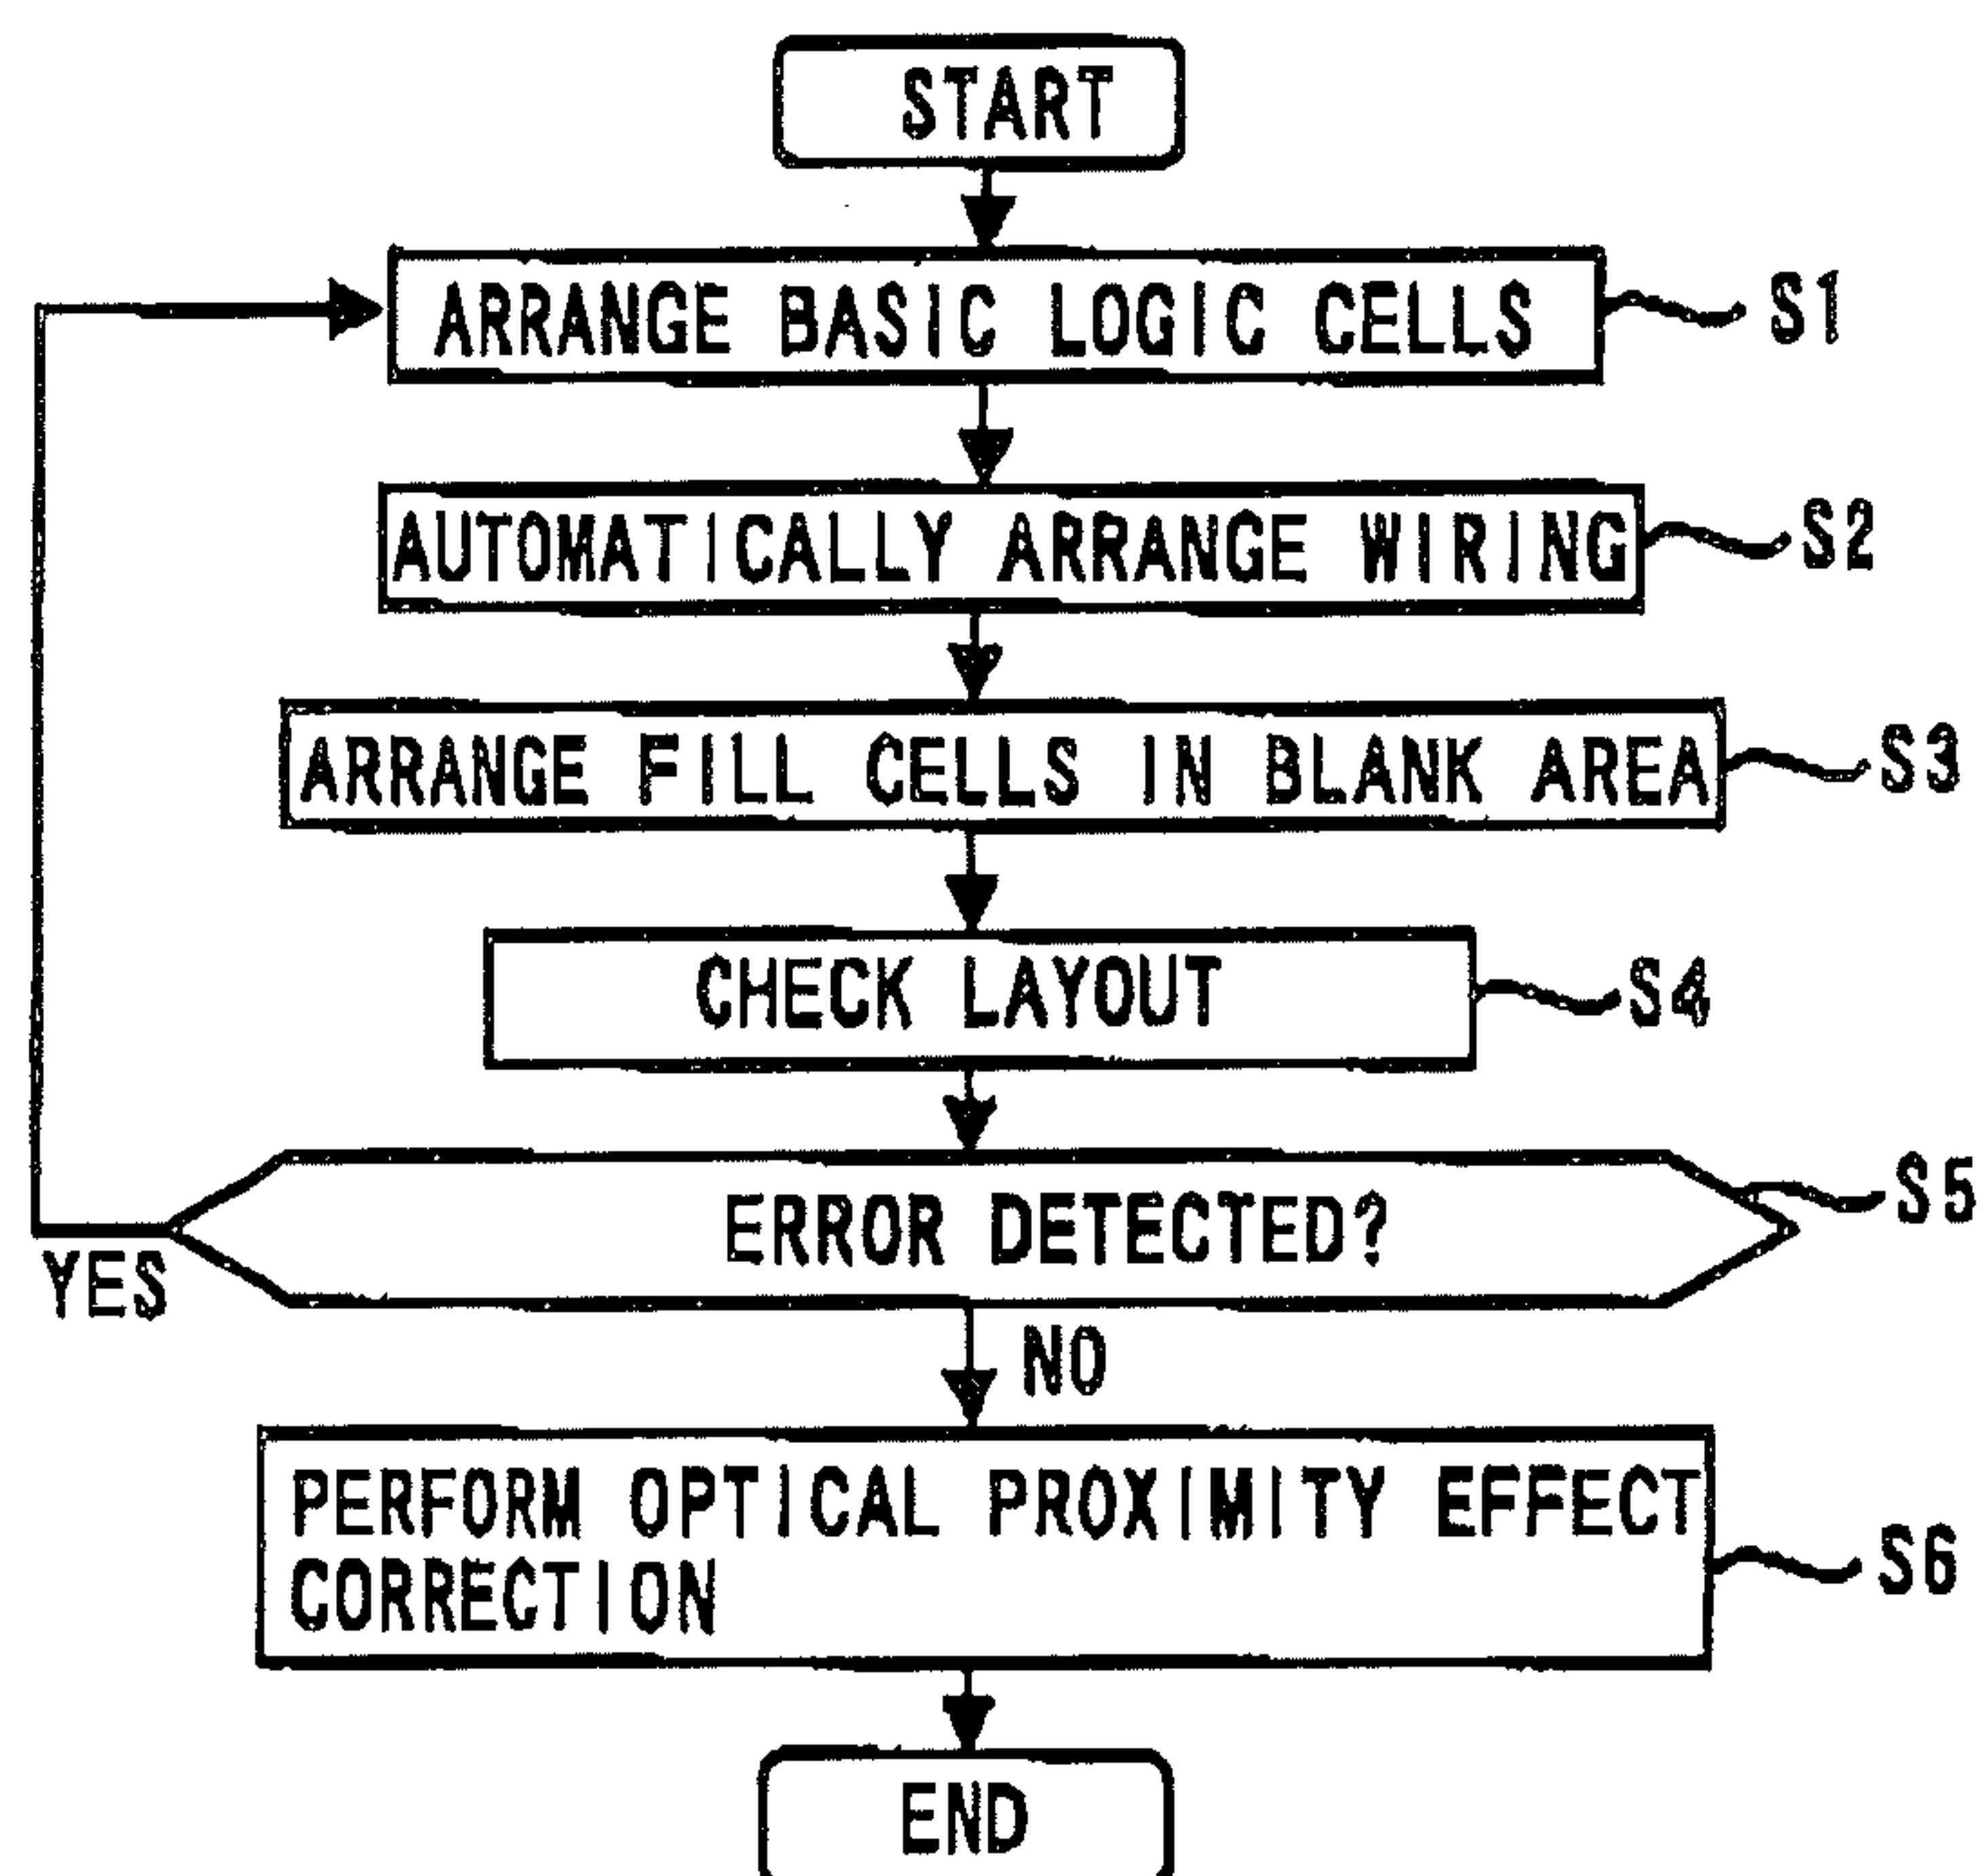 START
ARRANGE BASIC LOGIC CELLS
S1
AUTOMATICALLY ARRANGE WIRING
S2
ARRANGE FILL CELLS IN BLANK AREA
S3
CHECK LAYOUT
S4
ERROR DETECTED?
S5
YES
NO
PERFORM OPTICAL PROXIMITY EFFECT
CORRECTION
S6
END